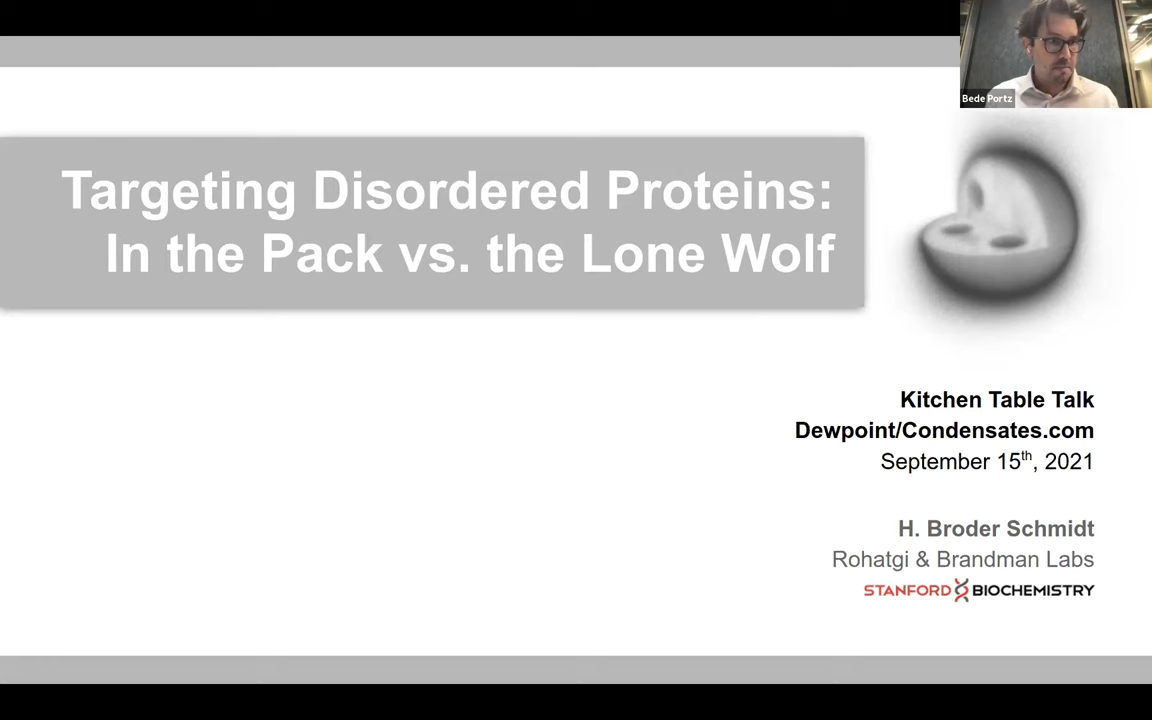 Bede Portz
Targeting Disordered Proteins:
In the Pack vs. the Lone Wolf
Kitchen Table Talk
Dewpoint/Condensates.com
September 15th, 2021
H. Broder Schmidt
Rohatgi & Brandman Labs
STANFORD BIOCHEMISTRY